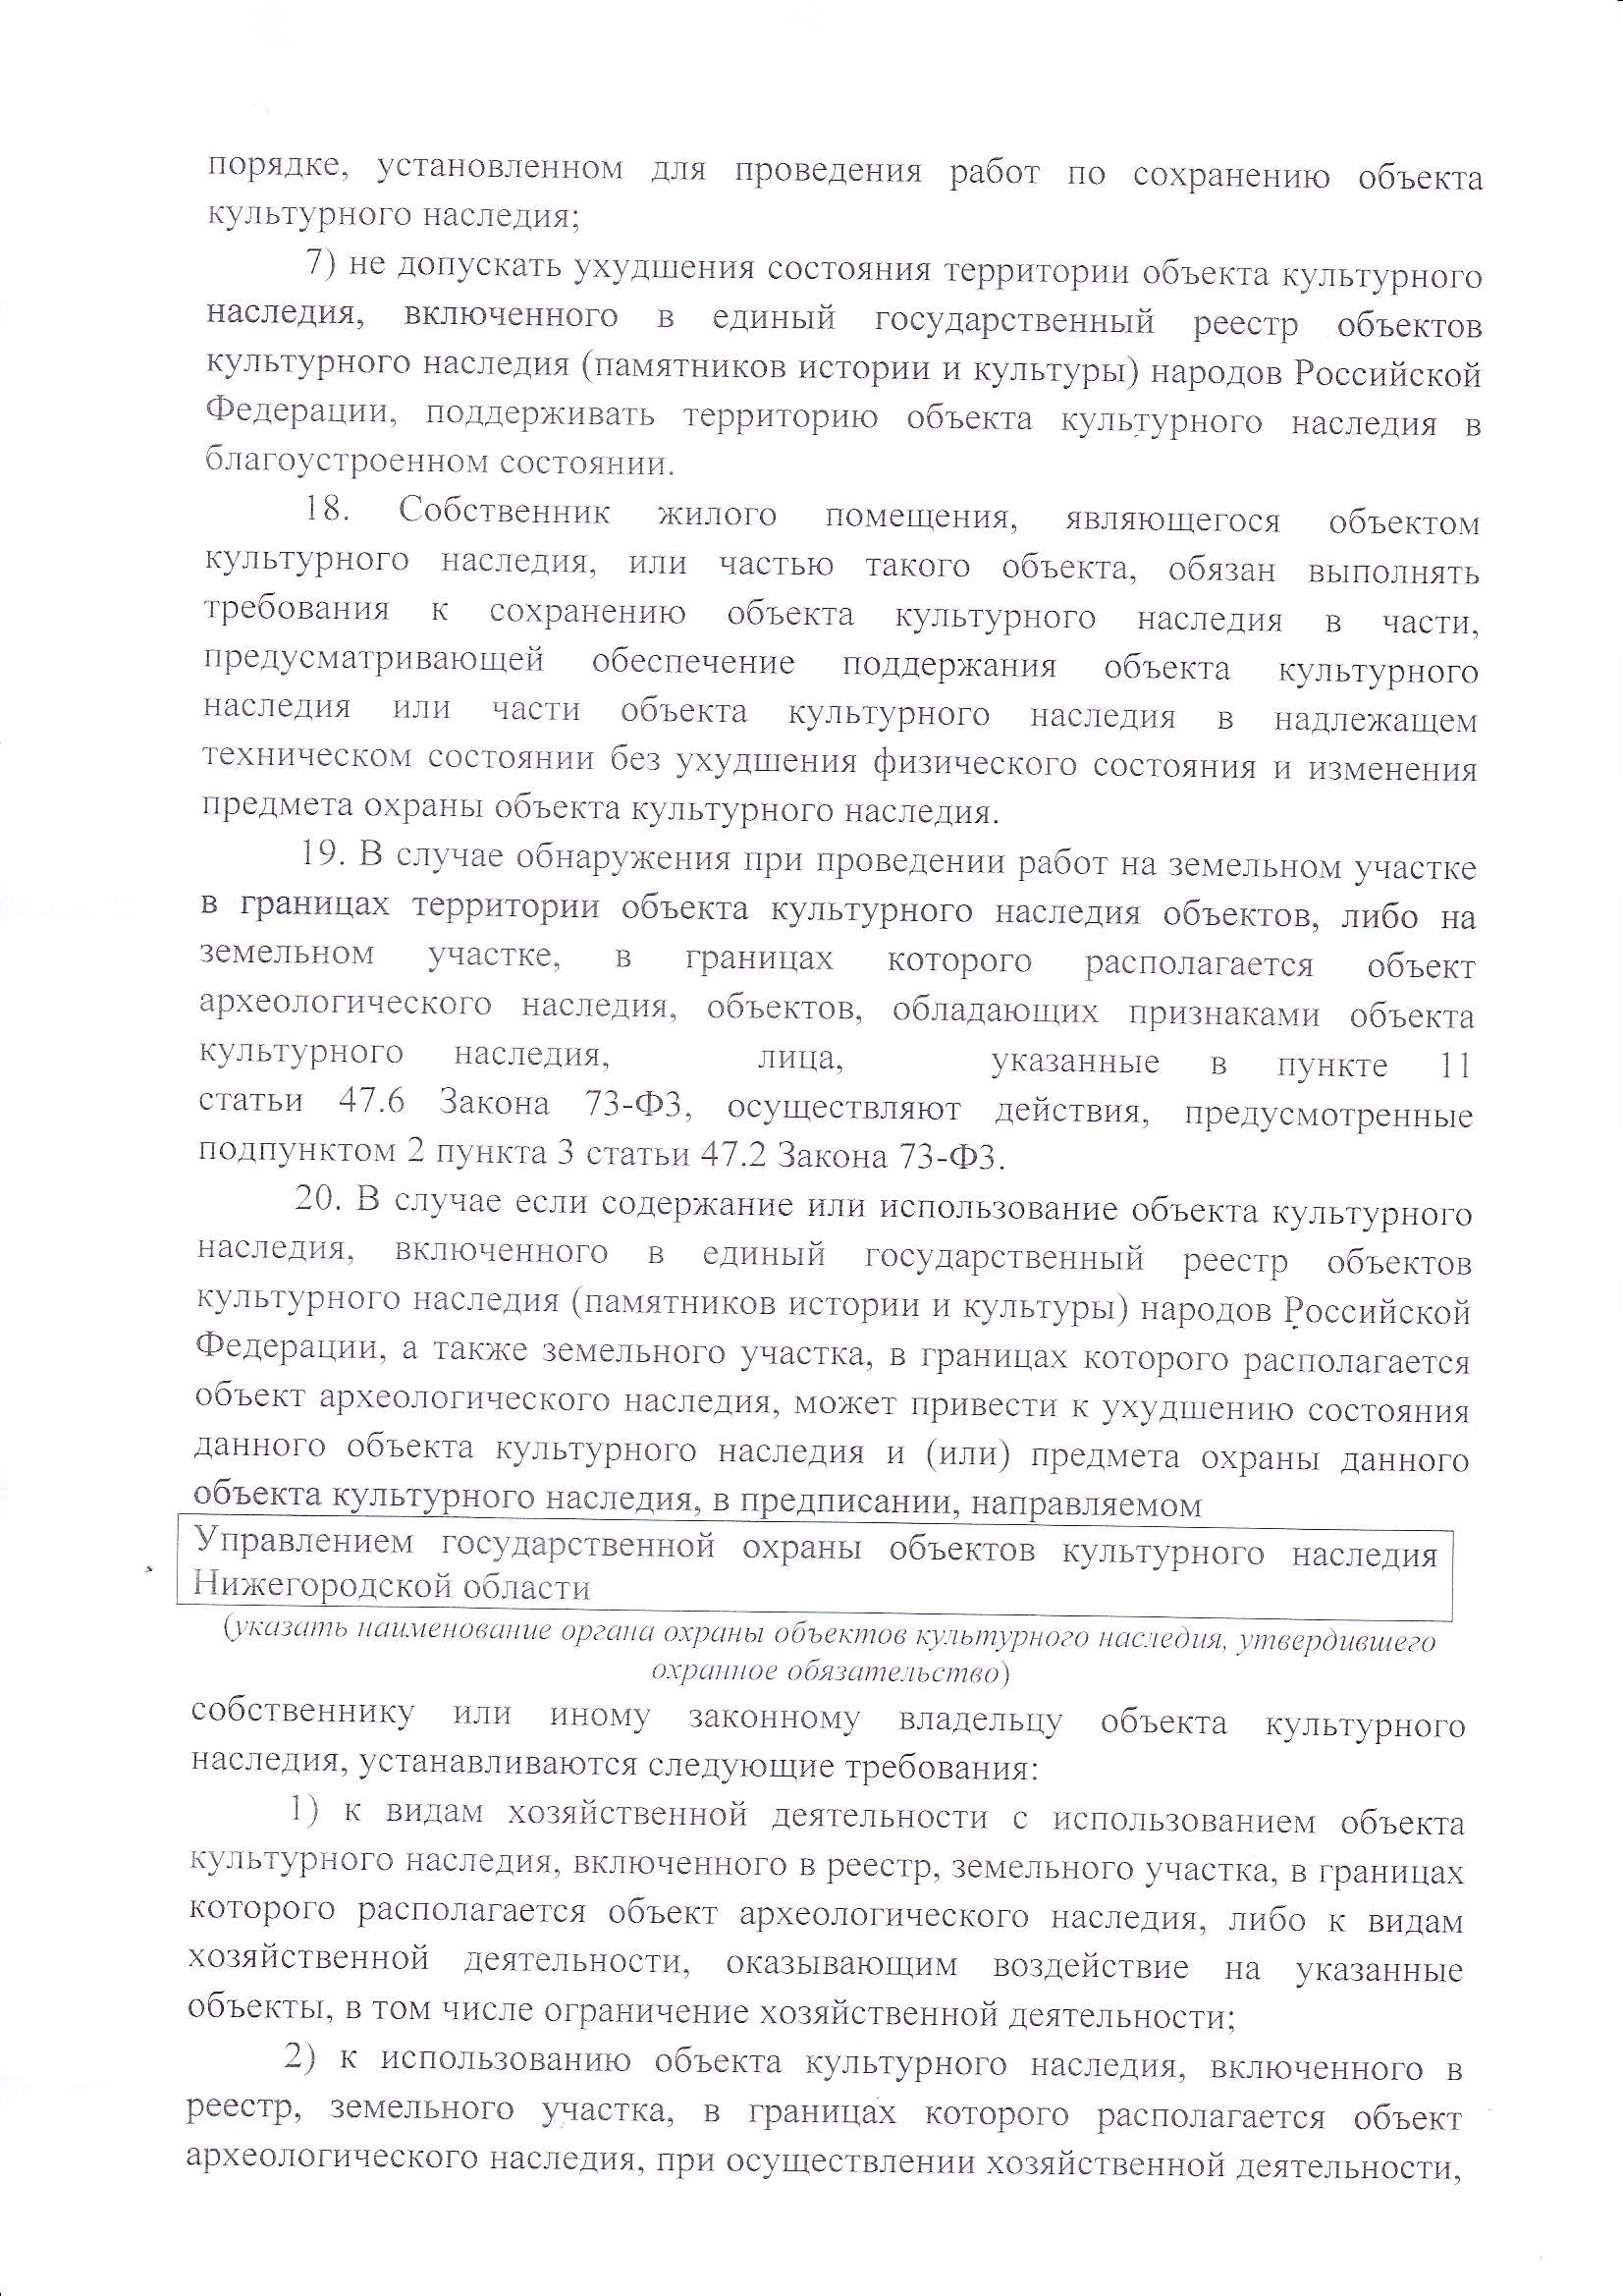 порядке, установленном для проведения работ по сохранению объекта
культурного наследия;
7) не допускать ухудшения состояния территории объекта культурного
наследия, включенного в единый государственный реестр объектов
культурного наследия (памятников истории и культуры) народов Российской
Федерации, поддерживать территорию объекта культурного наследия в
благоустроенном состоянии.
18. Собственник жилого помещения, являющегося объектом
культурного наследия, или частью такого объекта, обязан выполнять
требования к сохранению объекта культурного наследия в части,
предусматривающей обеспечение поддержания объекта культурного
наследия или части объекта культурного наследия в надлежащем
техническом состоянии без ухудшения физического состояния и изменения
предмета охраны объекта культурного наследия.
19. В случае обнаружения при проведении работ на земельном участке
в границах территории объекта культурного наследия объектов, либо на
земельном участке, в границах которого располагается объект
археологического наследия, объектов, обладающих признаками объекта
культурного наследия, лица, указанные в пункте 11
статьи 47.6 Закона 73-ФЗ, осуществляют действия, предусмотренные
подпунктом 2 пункта 3 статьи 47.2 Закона 73-ФЗ.
20. В случае если содержание или использование объекта культурного
наследия, включенного в единый государственный реестр объектов
культурного наследия (памятников истории и культуры) народов Российской
Федерации, а также земельного участка, в границах которого располагается
объект археологического наследия, может привести к ухудшению состояния
данного объекта культурного наследия и (или) предмета охраны данного
объекта культурного наследия, в предписании, направляемом
Управлением государственной охраны объектов культурного наследия
Нижегородской области
(указать наименование органа охраны объектов культурного наследия, утвердившего
охранное обязательство)
собственнику или иному законному владельцу объекта культурного
наследия, устанавливаются следующие требования:
1) к видам хозяйственной деятельности с использованием объекта
культурного наследия, включенного в реестр, земельного участка, в границах
которого располагается объект археологического наследия, либо к видам
хозяйственной деятельности, оказывающим воздействие на указанные
объекты, в том числе ограничение хозяйственной деятельности;
2) к использованию объекта культурного наследия, включенного в
реестр, земельного участка, в границах которого располагается объект
археологического наследия, при осуществлении хозяйственной деятельности,